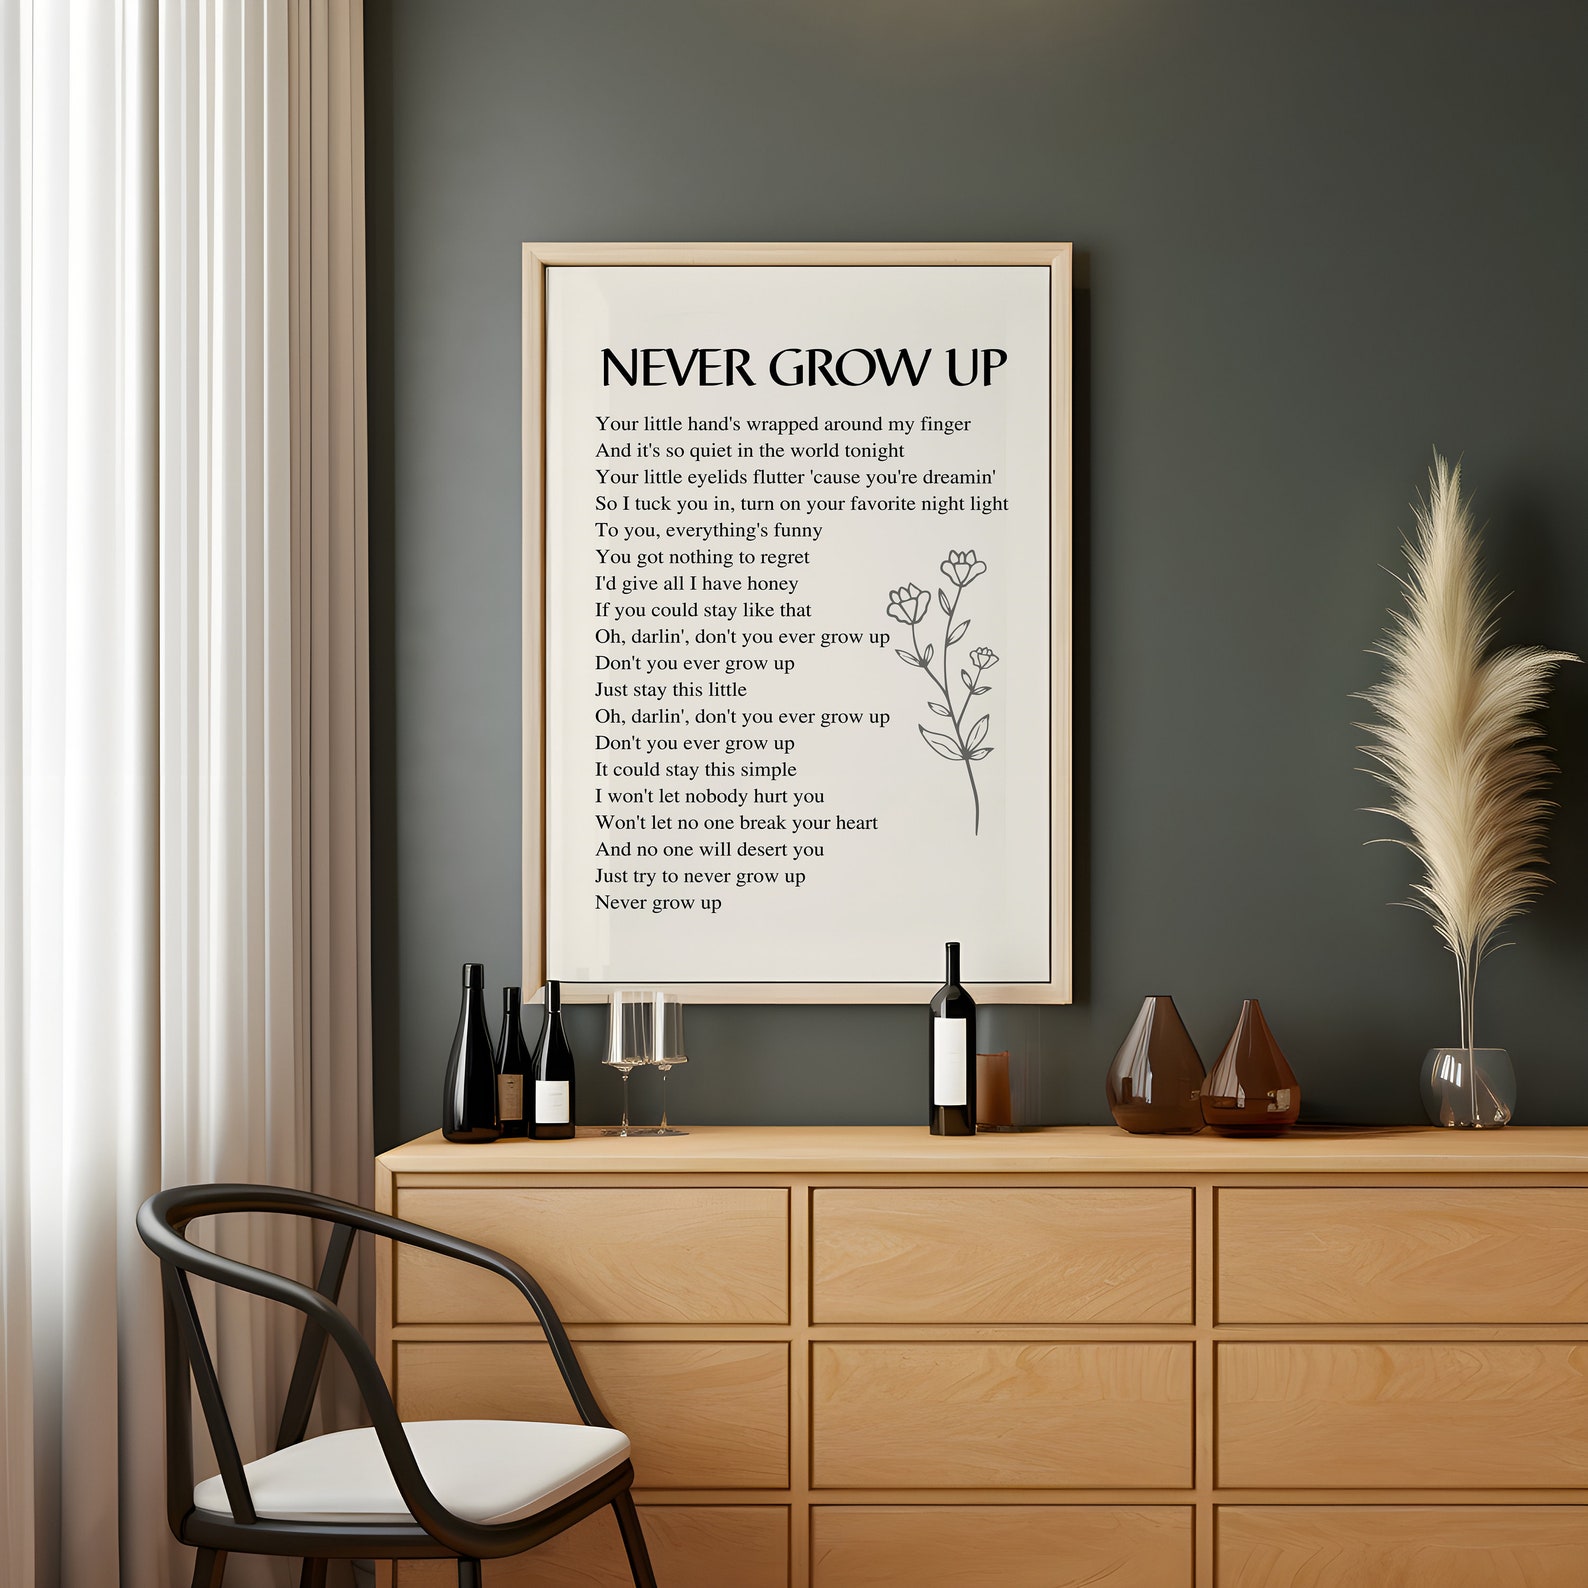 NEVER GROW UP
Your little hand's wrapped around my finger
And it's so quiet in the world tonight
Your little eyelids flutter 'cause you're dreamin'
So I tuck you in, turn on your favorite night light
To you, everything's funny
You got nothing to regret
I'd give all I have honey
If you could stay like that
Oh, darlin', don't you ever grow up
Don't you ever grow up
Just stay this little
Oh, darlin', don't you ever grow up
Don't you ever grow up
It could stay this simple
I won't let nobody hurt you
Won't let no one break your heart
And no one will desert you
Just try to never grow up
Never grow up